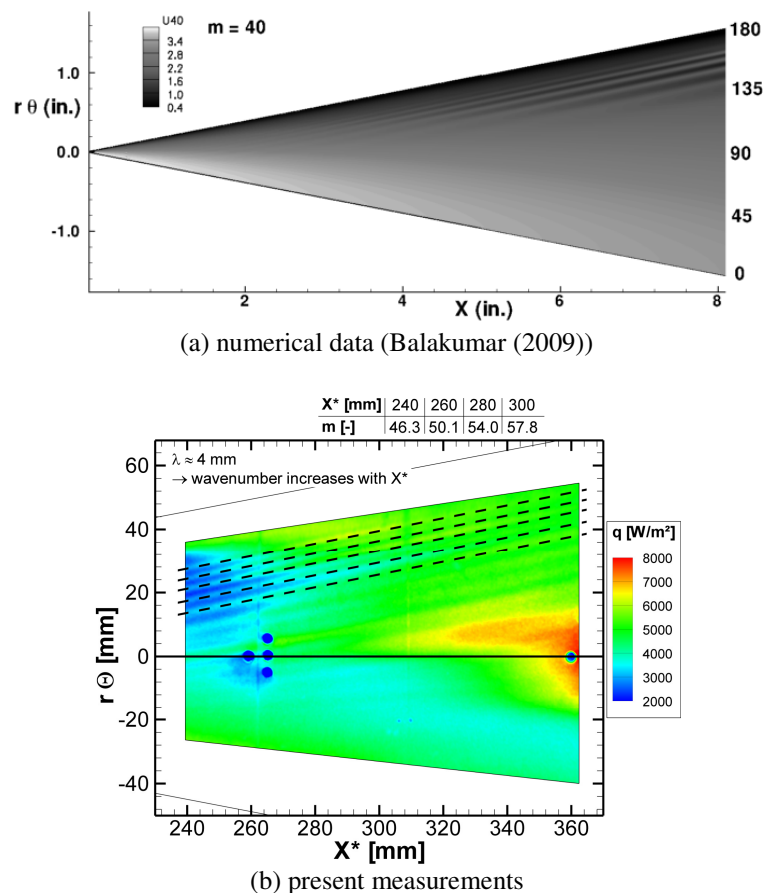 U40
m = 40
3.4
2.8
2.2
1.6
1.0
0.4
180
135
90
45
0
1.0
0.0
-1.0
r θ (in.)
2
4
6
8
X (in.)
(a) numerical data (Balakumar (2009))
X* [mm] 240 260 280 300
m [-] 46.3 50.1 54.0 57.8
λ ≈ 4 mm
→ wavenumber increases with X*
60
40
20
0
-20
-40
r Θ [mm]
q [W/m²]
8000
7000
6000
5000
4000
3000
2000
240 260 280 300 320 340 360
X* [mm]
(b) present measurements